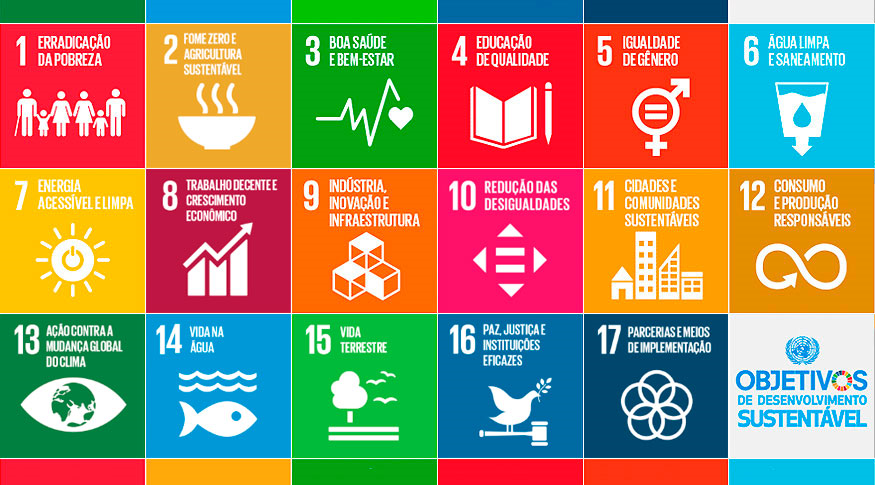 1 ERRADICAÇÃO
DA POBREZA
2 FOME ZERO E
AGRICULTURA
SUSTENTÁVEL
3 BOA SAÚDE
E BEM-ESTAR
4 EDUCAÇÃO
DE QUALIDADE
5 IGUALDADE
DE GÊNERO
6 ÁGUA LIMPA
E SANEAMENTO
7 ENERGIA
ACESSÍVEL E LIMPA
8 TRABALHO DECENTE E
CRESCIMENTO
ECONÔMICO
9 INDÚSTRIA,
INOVAÇÃO E
INFRAESTRUTURA
10 REDUÇÃO DAS
DESIGUALDADES
11 CIDADES E
COMUNIDADES
SUSTENTÁVEIS
12 CONSUMO
E PRODUÇÃO
RESPONSÁVEIS
13 AÇÃO CONTRA A
MUDANÇA GLOBAL
DO CLIMA
14 VIDA NA
ÁGUA
15 VIDA
TERRESTRE
16 PAZ, JUSTIÇA E
INSTITUIÇÕES
EFICAZES
17 PARCERIAS E MEIOS
DE IMPLEMENTAÇÃO
OBJETIVOS
DE DESENVOLVIMENTO
SUSTENTÁVEL